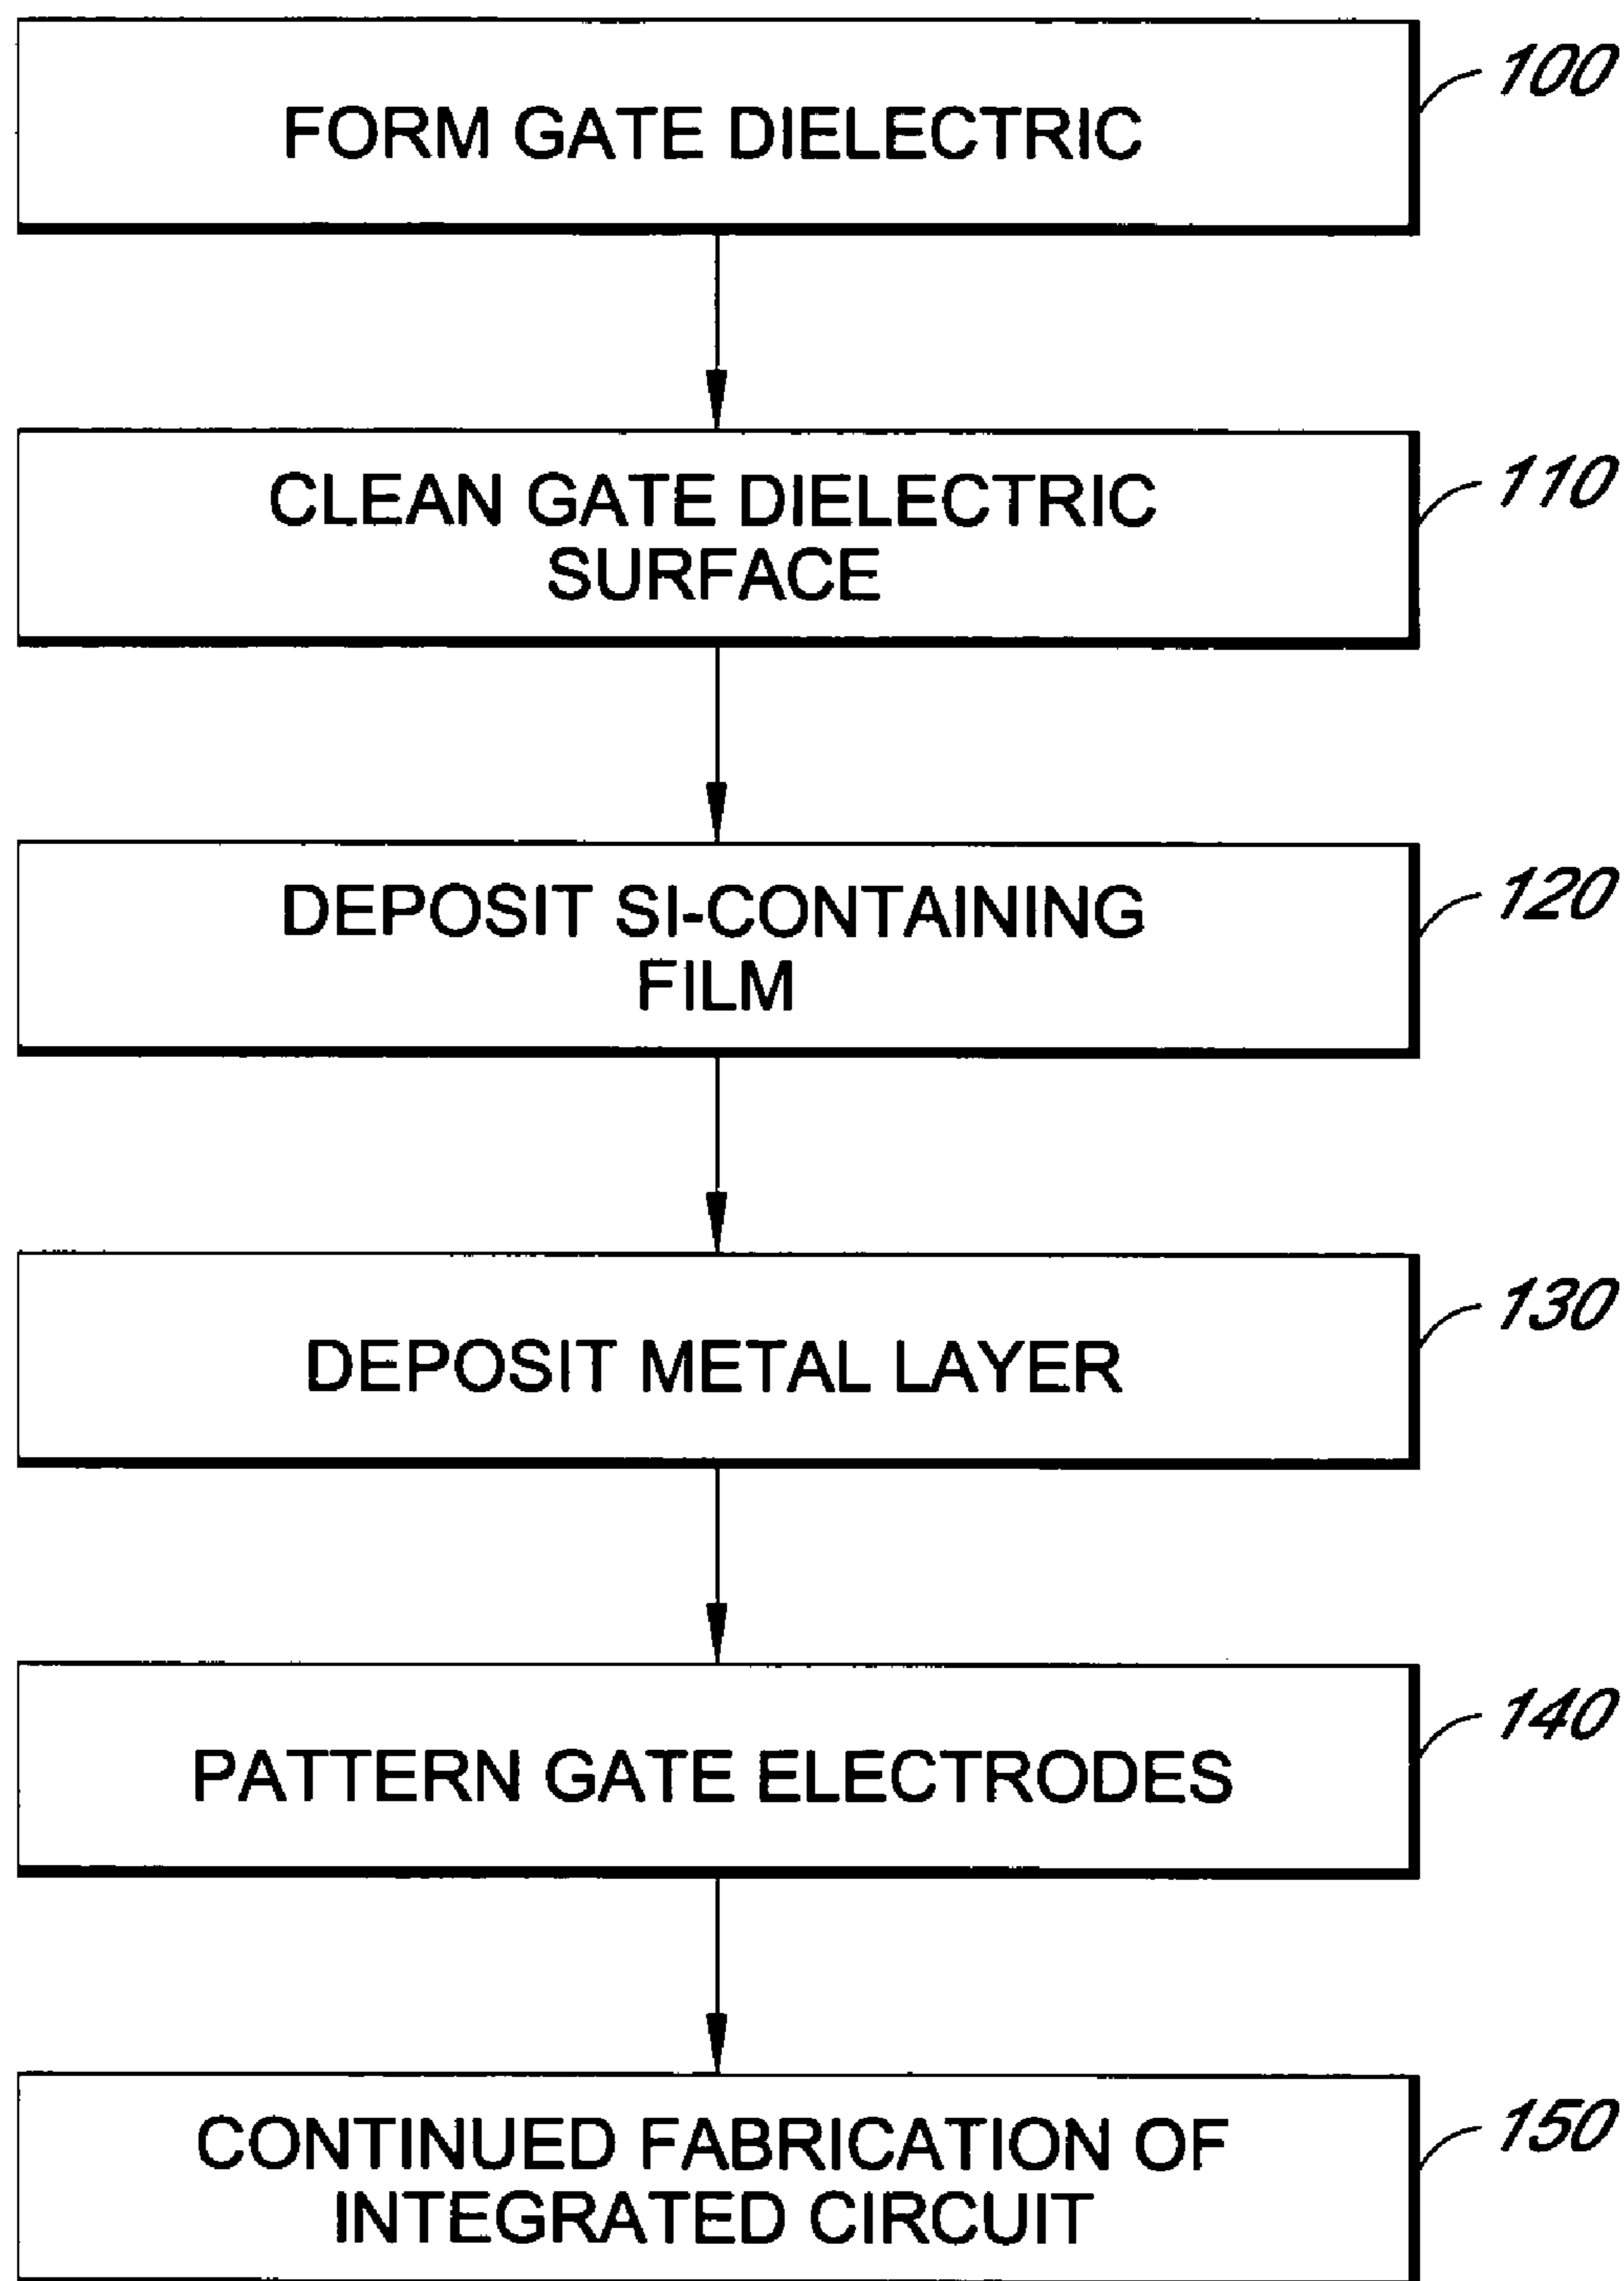 FORM GATE DIELECTRIC
100
CLEAN GATE DIELECTRIC
SURFACE
110
DEPOSIT SI-CONTAINING
FILM
120
DEPOSIT METAL LAYER
130
PATTERN GATE ELECTRODES
140
CONTINUED FABRICATION OF
INTEGRATED CIRCUIT
150